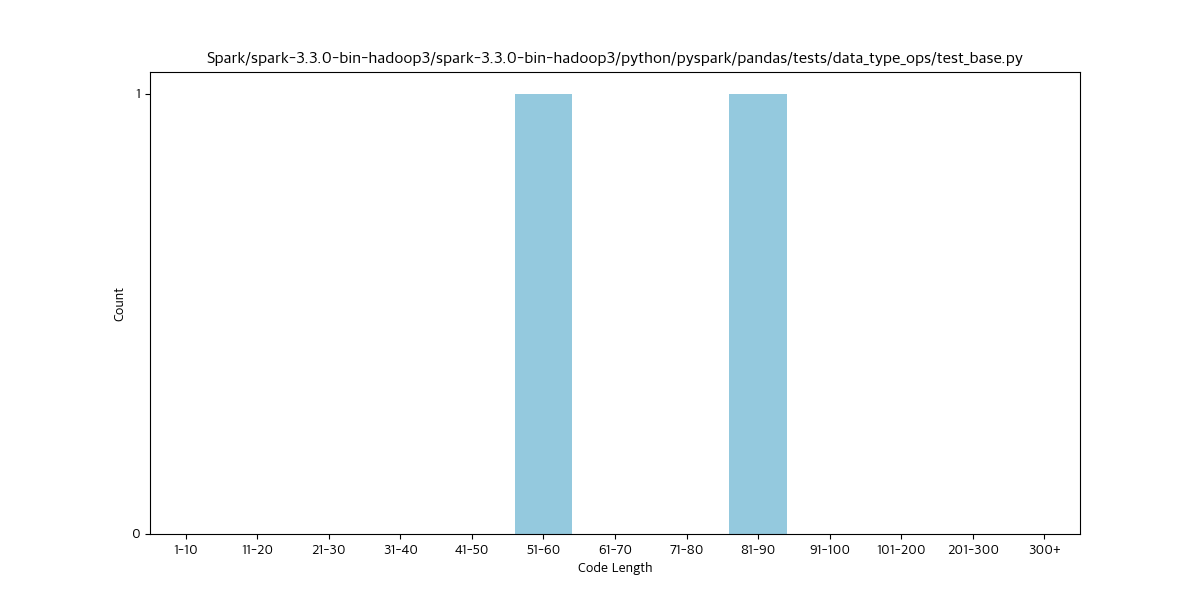 Spark/spark-3.3.0-bin-hadoop3/spark-3.3.0-bin-hadoop3/python/pyspark/pandas/tests/data_type_ops/test_base.py
1
Count
0
1-10 11-20 21-30 31-40 41-50 51-60 61-70 71-80 81-90 91-100 101-200 201-300 300+
Code Length